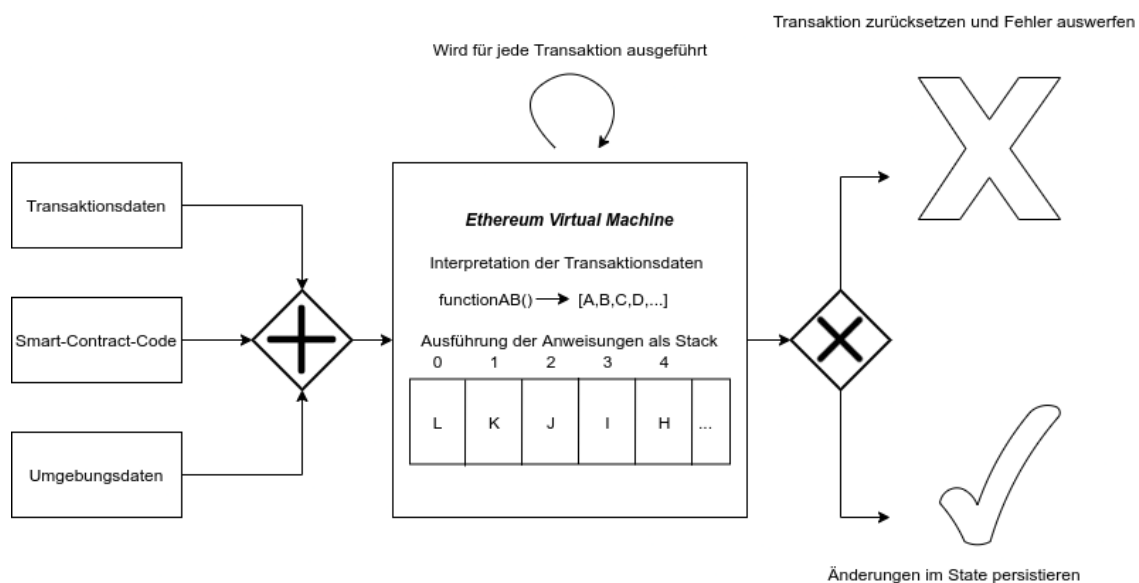 Transaktion zurücksetzen und Fehler auswerfen
Wird für jede Transaktion ausgeführt
Transaktionsdaten
Smart-Contract-Code
Umgebungsdaten
Ethereum Virtual Machine
Interpretation der Transaktionsdaten
functionAB() [A,B,C,D,...]
Ausführung der Anweisungen als Stack
0 1 2 3 4
L K J I H ...
Änderungen im State persistieren